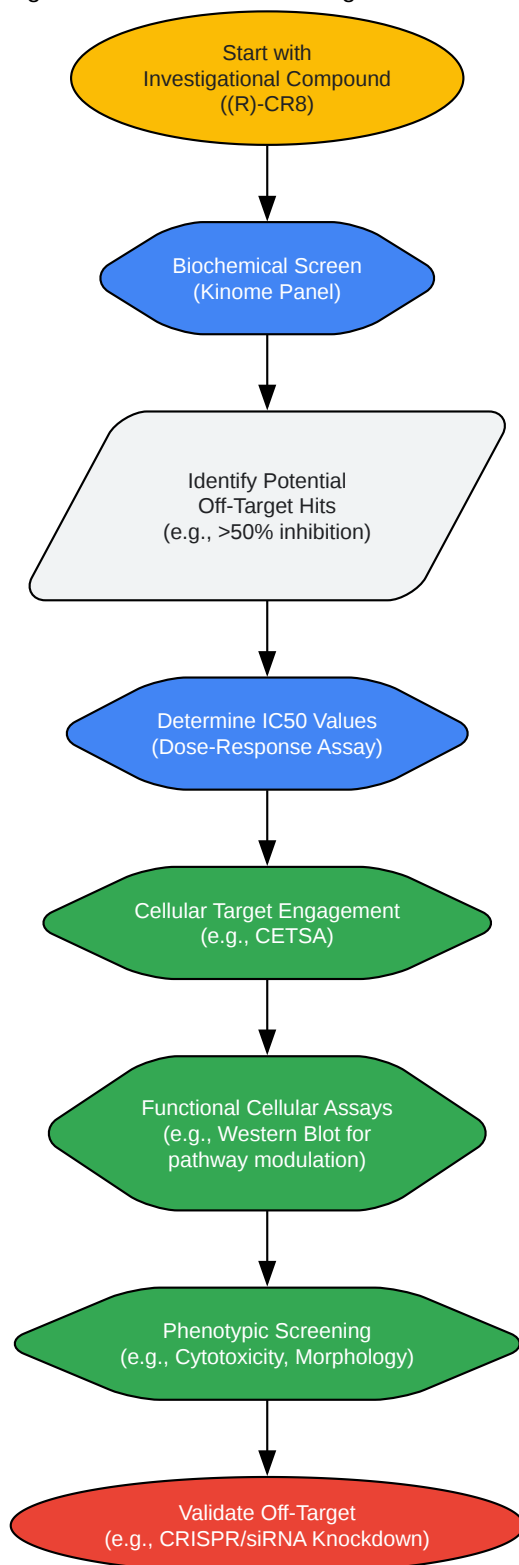 Start with
Investigational Compound
((R)-CR8)
Biochemical Screen
(Kinome Panel)
Identify Potential
Off-Target Hits
(e.g., >50% inhibition)
Determine IC50 Values
(Dose-Response Assay)
Cellular Target Engagement
(e.g., CETSA)
Functional Cellular Assays
(e.g., Western Blot for
pathway modulation)
Phenotypic Screening
(e.g., Cytotoxicity, Morphology)
Validate Off-Target
(e.g., CRISPR/siRNA Knockdown)